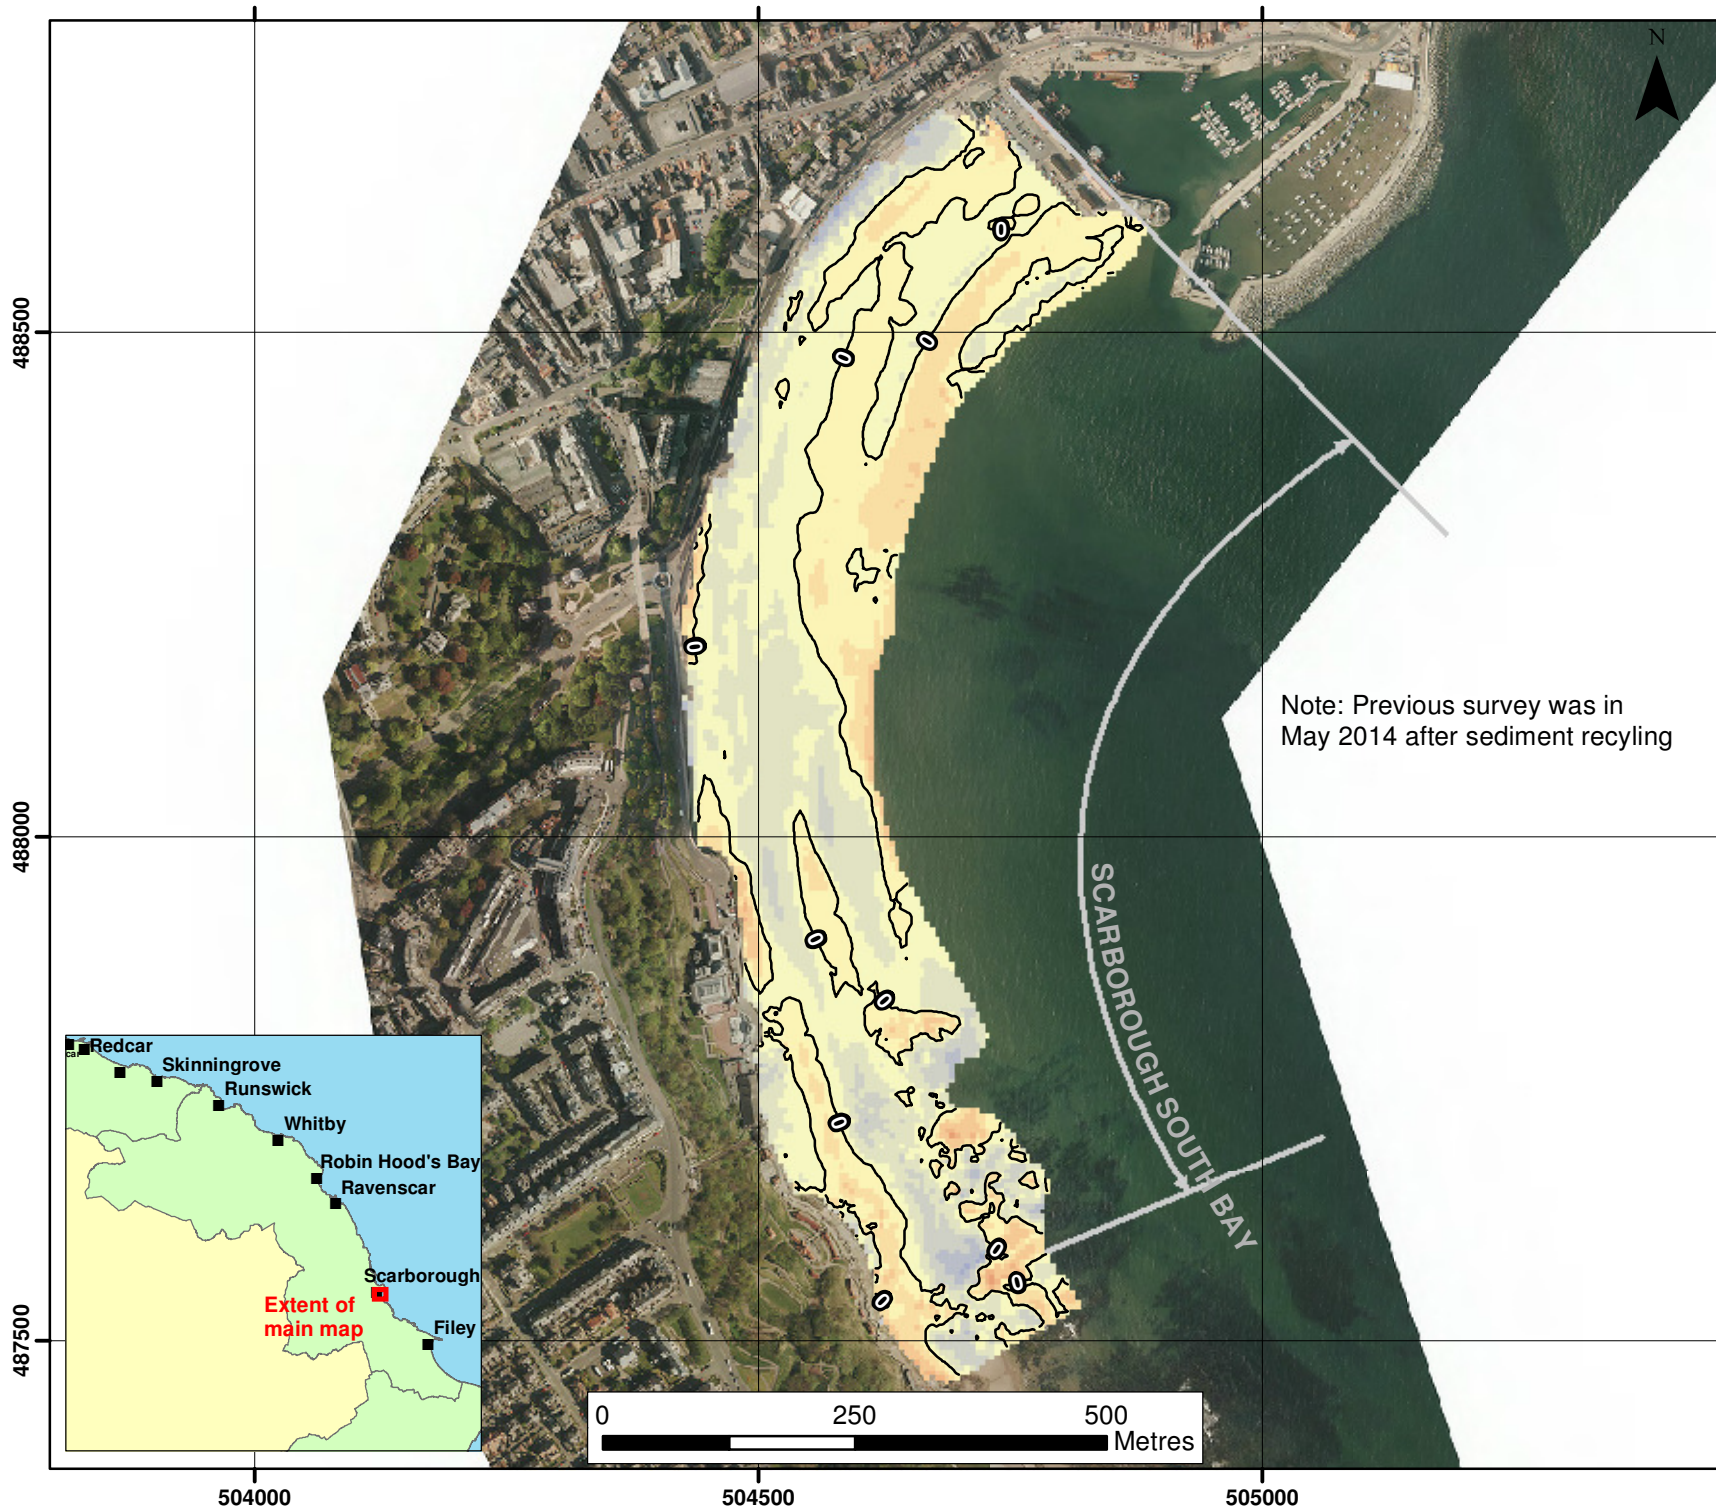 N
488500
488000
487500
0
0
0
0
0
0
0
0
0
0
Note: Previous survey was in
May 2014 after sediment recyling
SCARBOROUGH SOUTH BAY
Redcar
car
Skinningrove
Runswick
Whitby
Robin Hood's Bay
Ravenscar
Scarborough
Extent of
main map
Filey
0 250 500
Metres
504000 504500 505000